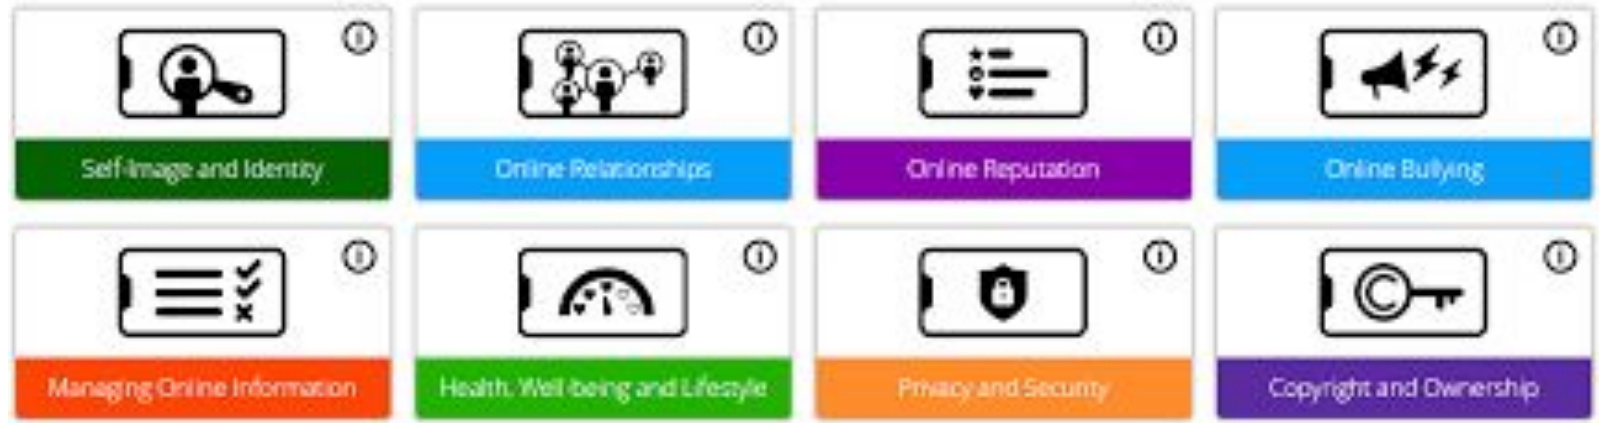 Self-Image and Identity
Online Relationships
Online Reputation
Online Bullying
Managing Online Information
Health, Well-being and Lifestyle
Privacy and Security
Copyright and Ownership